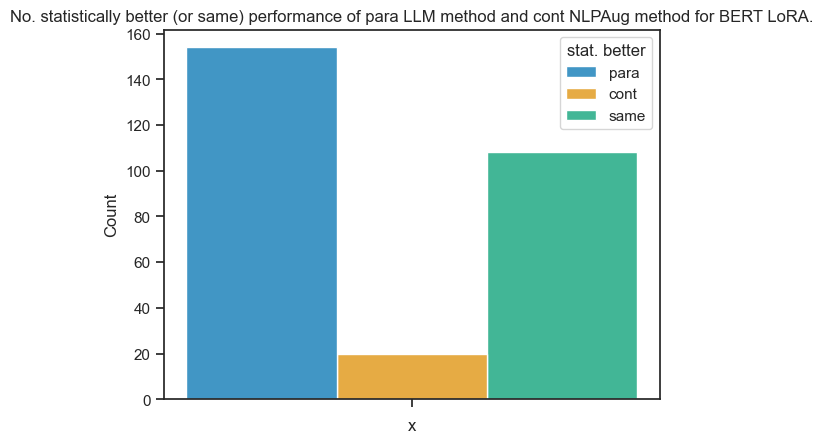 No. statistically better (or same) performance of para LLM method and cont NLPAug method for BERT LoRA.
160
140
120
100
80
60
40
20
0
Count
x
stat. better
para
cont
same